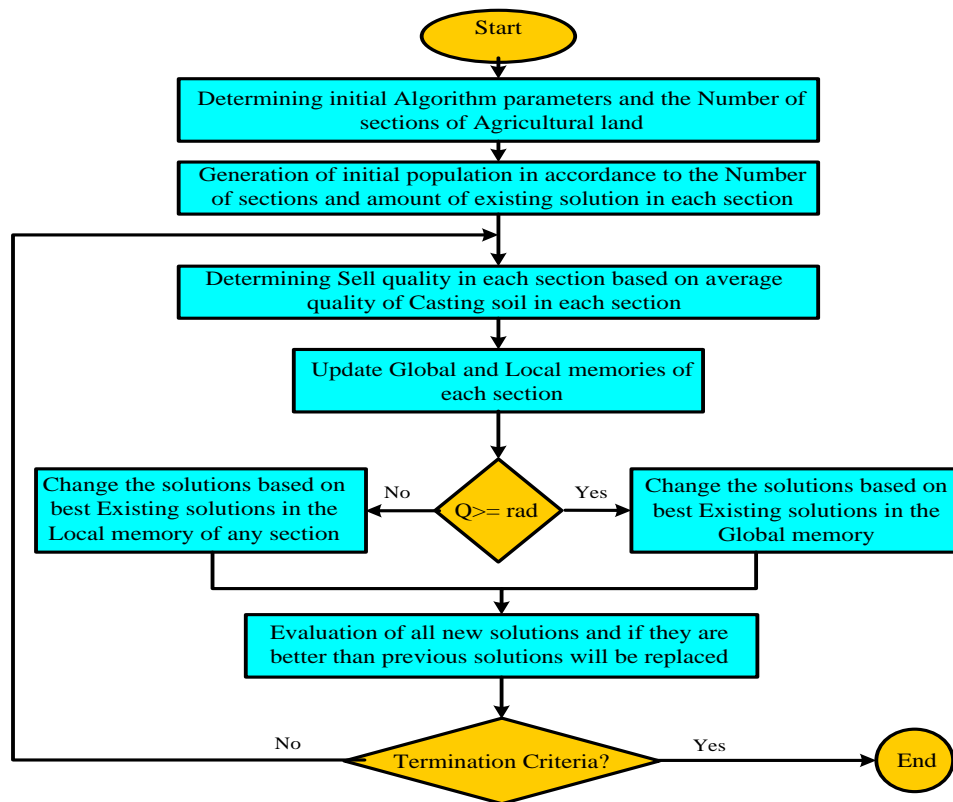 Start
Determining initial Algorithm parameters and the Number of
sections of Agricultural land
Generation of initial population in accordance to the Number
of sections and amount of existing solution in each section
Determining Sell quality in each section based on average
quality of Casting soil in each section
Update Global and Local memories of
each section
Change the solutions based on
best Existing solutions in the
Local memory of any section
No
Q>= rad
Yes
Change the solutions based on
best Existing solutions in the
Global memory
Evaluation of all new solutions and if they are
better than previous solutions will be replaced
No
Termination Criteria?
Yes
End